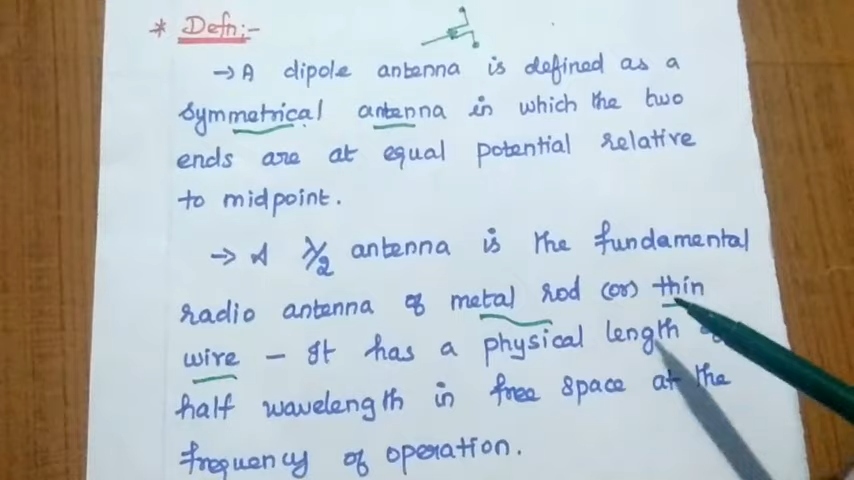 * Defn:-
→ A dipole antenna is defined as a
symmetrical antenna in which the two
ends are at equal potential relative
to midpoint.
→ A λ/2 antenna is the fundamental
radio antenna of metal rod (or) thin
wire - It has a physical length of
half wavelength in free space at the
frequency of operation.